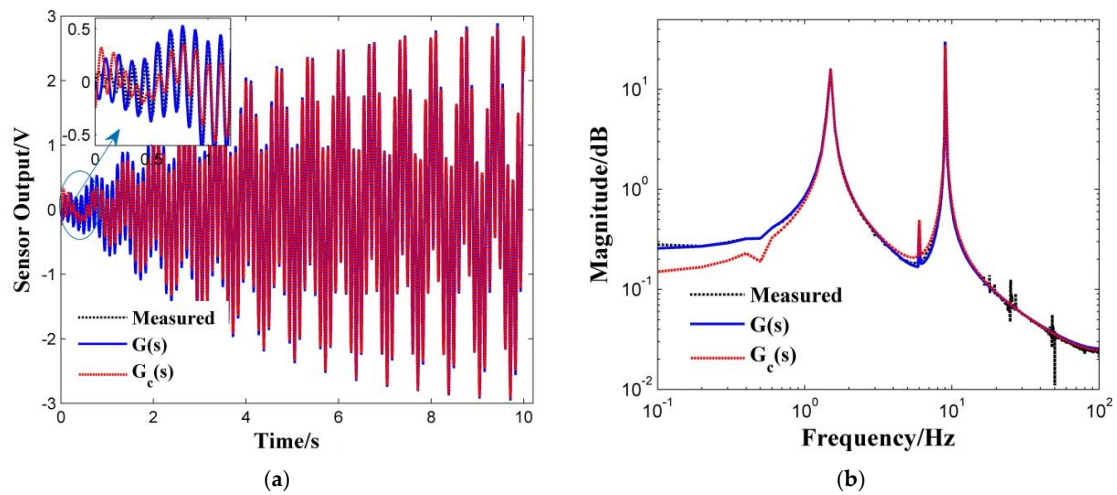 3
2
1
0
-1
-2
-3
0.5
0
-0.5
0
0.5
Sensor Output/V
Measured
G(s)
G_c(s)
0
2
4
6
8
10
Time/s
(a)
10^1
10^0
10^-1
10^-2
Magnitude/dB
Measured
G(s)
G_c(s)
10^-1
10^0
10^1
10^2
Frequency/Hz
(b)